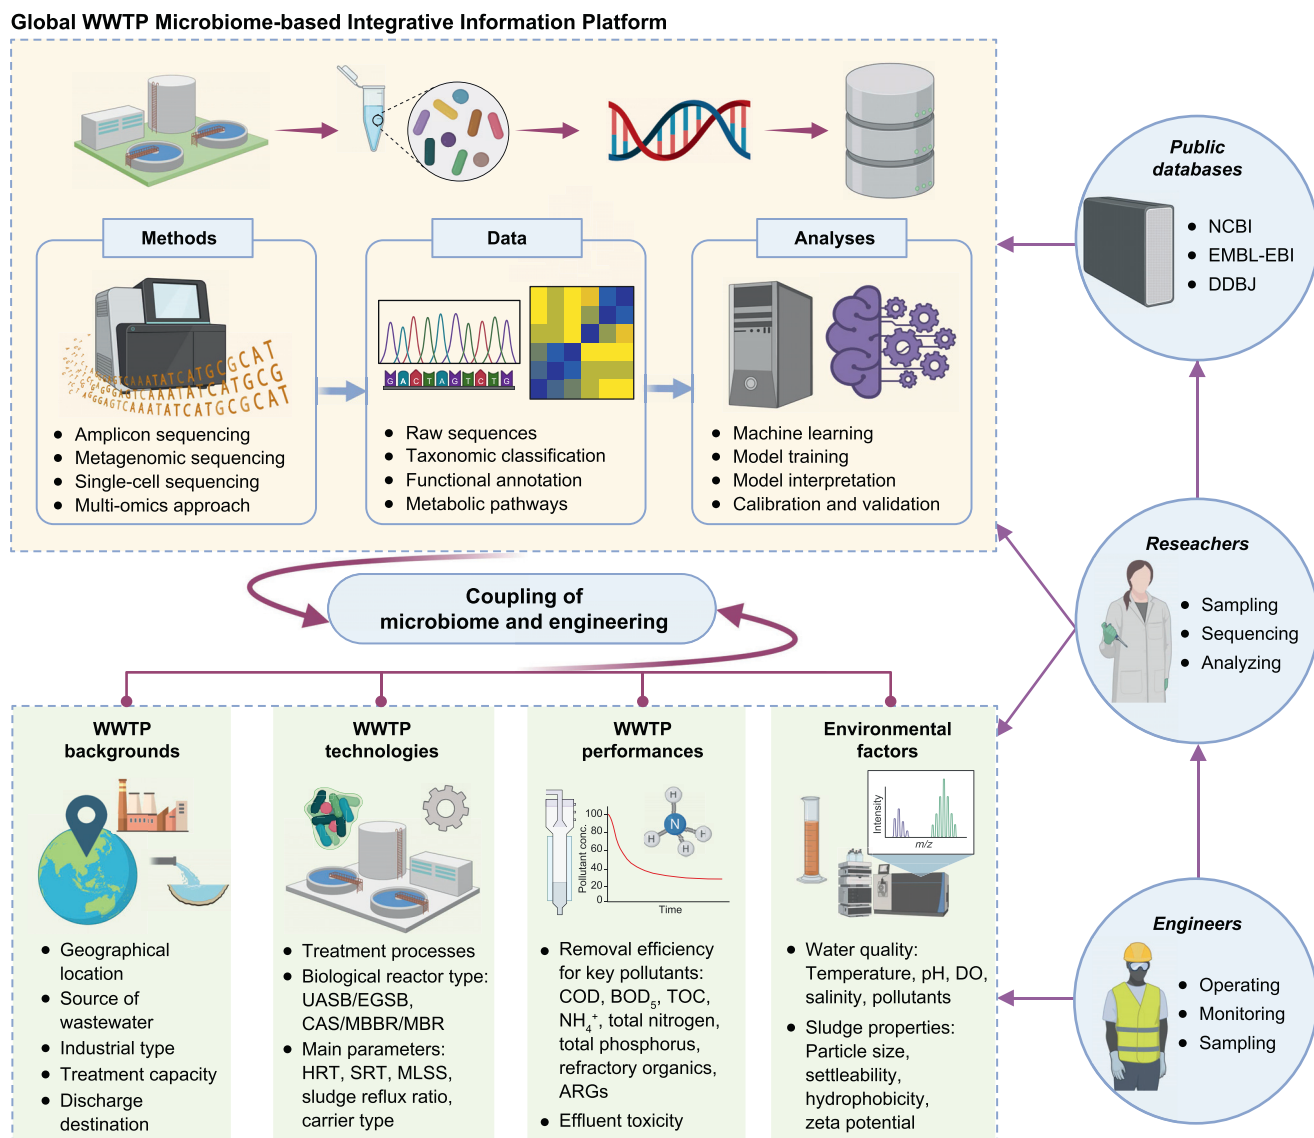 Global WWTP Microbiome-based Integrative Information Platform
Methods
GCAAATATCATGCGCAT
GAGTCAAATATCATGCG
AGGGAGTCAAATATCATGCGCAT
Amplicon sequencing
Metagenomic sequencing
Single-cell sequencing
Multi-omics approach
Data
GACTAGTCTG
Raw sequences
Taxonomic classification
Functional annotation
Metabolic pathways
Analyses
Machine learning
Model training
Model interpretation
Calibration and validation
Public
databases
NCBI
EMBL-EBI
DDBJ
Reseachers
Sampling
Sequencing
Analyzing
Engineers
Operating
Monitoring
Sampling
Coupling of
microbiome and engineering
WWTP
backgrounds
Geographical
location
Source of
wastewater
Industrial type
Treatment capacity
Discharge
destination
WWTP
technologies
Treatment processes
Biological reactor type:
UASB/EGSB,
CAS/MBBR/MBR
Main parameters:
HRT, SRT, MLSS,
sludge reflux ratio,
carrier type
WWTP
performances
Pollutant conc.
100
80
60
40
20
0
Time
H
N
H
H
H
Removal efficiency
for key pollutants:
COD, BOD₅, TOC,
NH₄⁺, total nitrogen,
total phosphorus,
refractory organics,
ARGs
Effluent toxicity
Environmental
factors
Intensity
m/z
Water quality:
Temperature, pH, DO,
salinity, pollutants
Sludge properties:
Particle size,
settleability,
hydrophobicity,
zeta potential